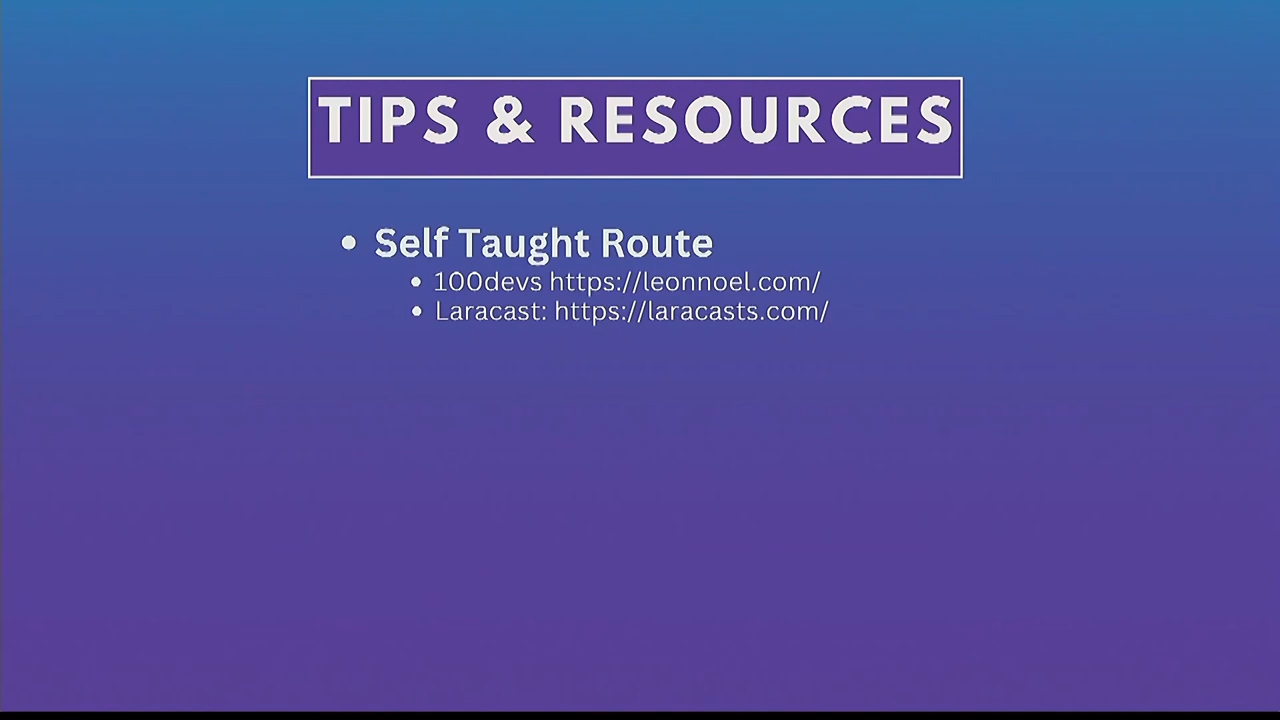 TIPS & RESOURCES
• Self Taught Route
• 100devs https://leonnoel.com/
• Laracast: https://laracasts.com/